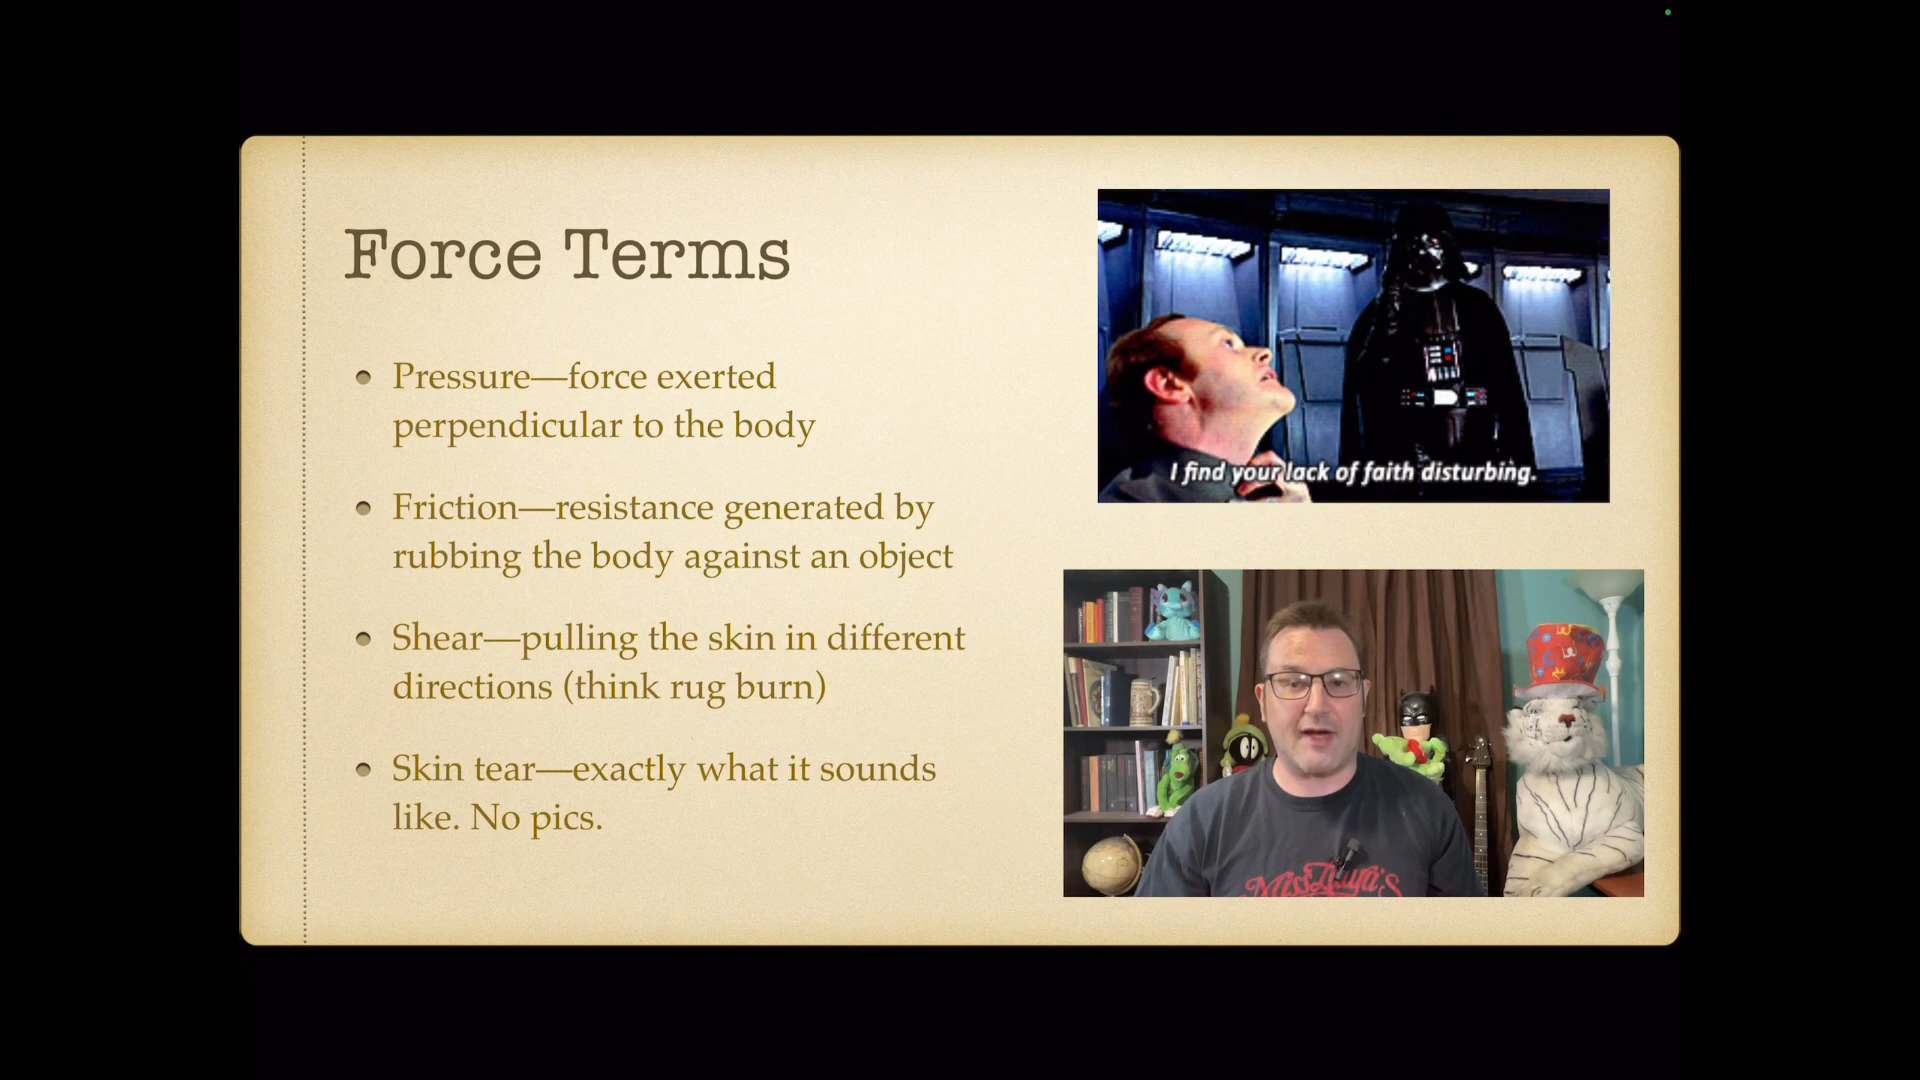 Force Terms
Pressure—force exerted
perpendicular to the body
Friction—resistance generated by
rubbing the body against an object
Shear—pulling the skin in different
directions (think rug burn)
Skin tear—exactly what it sounds
like. No pics.
I find your lack of faith disturbing.